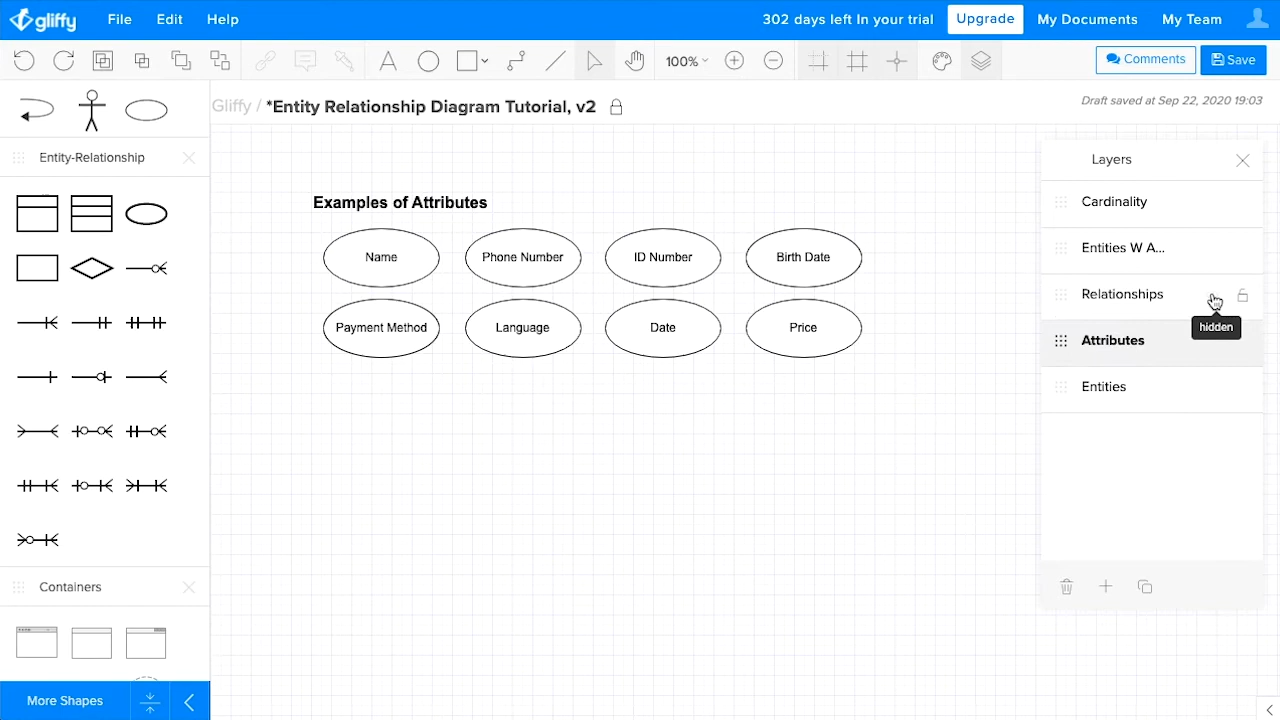 gliffy File Edit Help 302 days left In your trial Upgrade My Documents My Team
100% Comments Save
Gliffy / *Entity Relationship Diagram Tutorial, v2 Draft saved at Sep 22, 2020 19:03
Entity-Relationship
Layers
Cardinality
Entities W A...
Relationships
hidden
Attributes
Entities
Examples of Attributes
Name Phone Number ID Number Birth Date
Payment Method Language Date Price
Containers
More Shapes